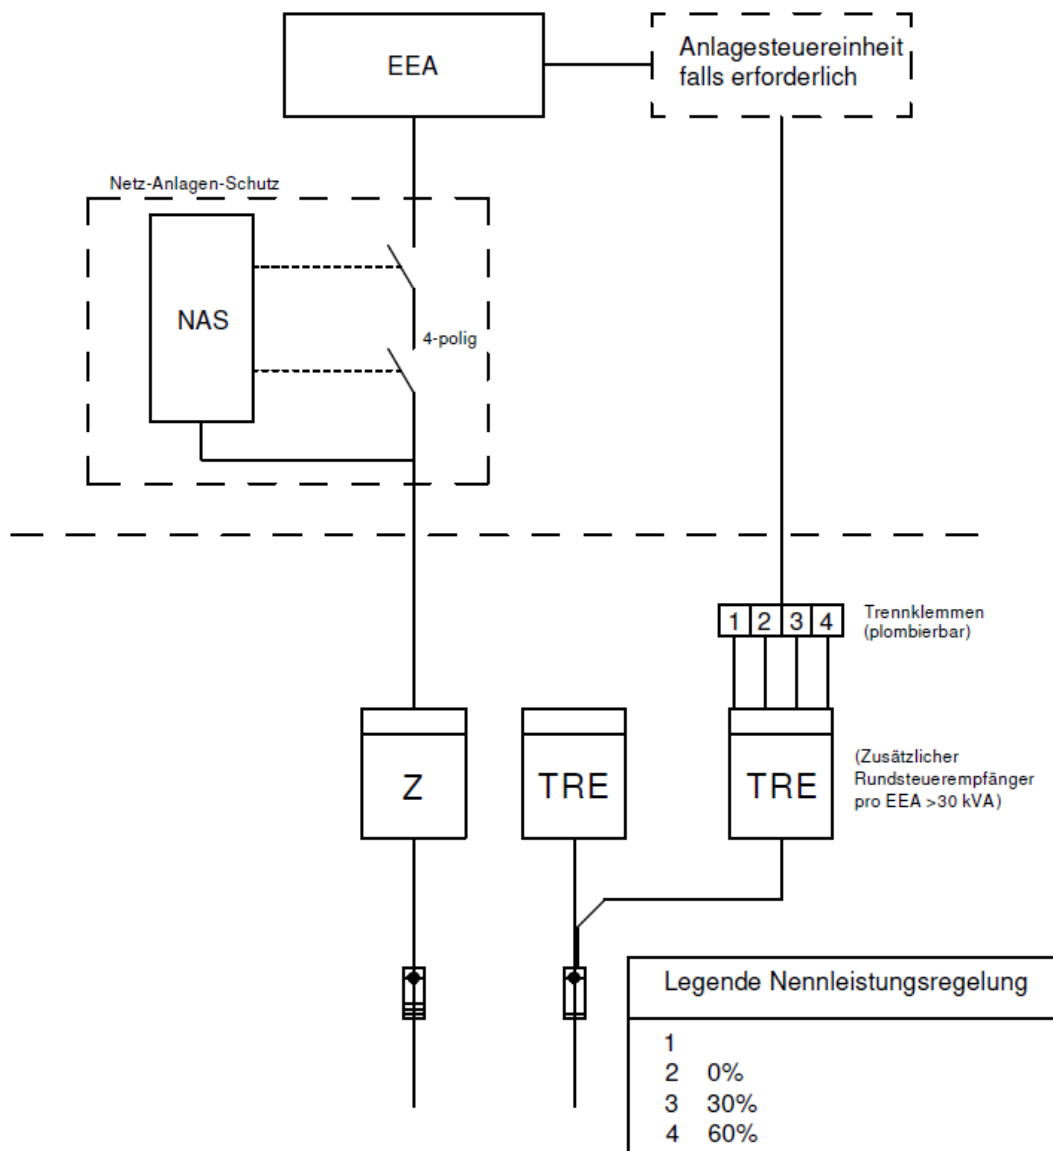 EEA
Anlagesteuereinheit
falls erforderlich
Netz-Anlagen-Schutz
NAS
4-polig
1 2 3 4
Trennklemmen
(plombierbar)
Z
TRE
TRE
(Zusätzlicher
Rundsteuerempfänger
pro EEA >30 kVA)
Legende Nennleistungsregelung
1
2 0%
3 30%
4 60%